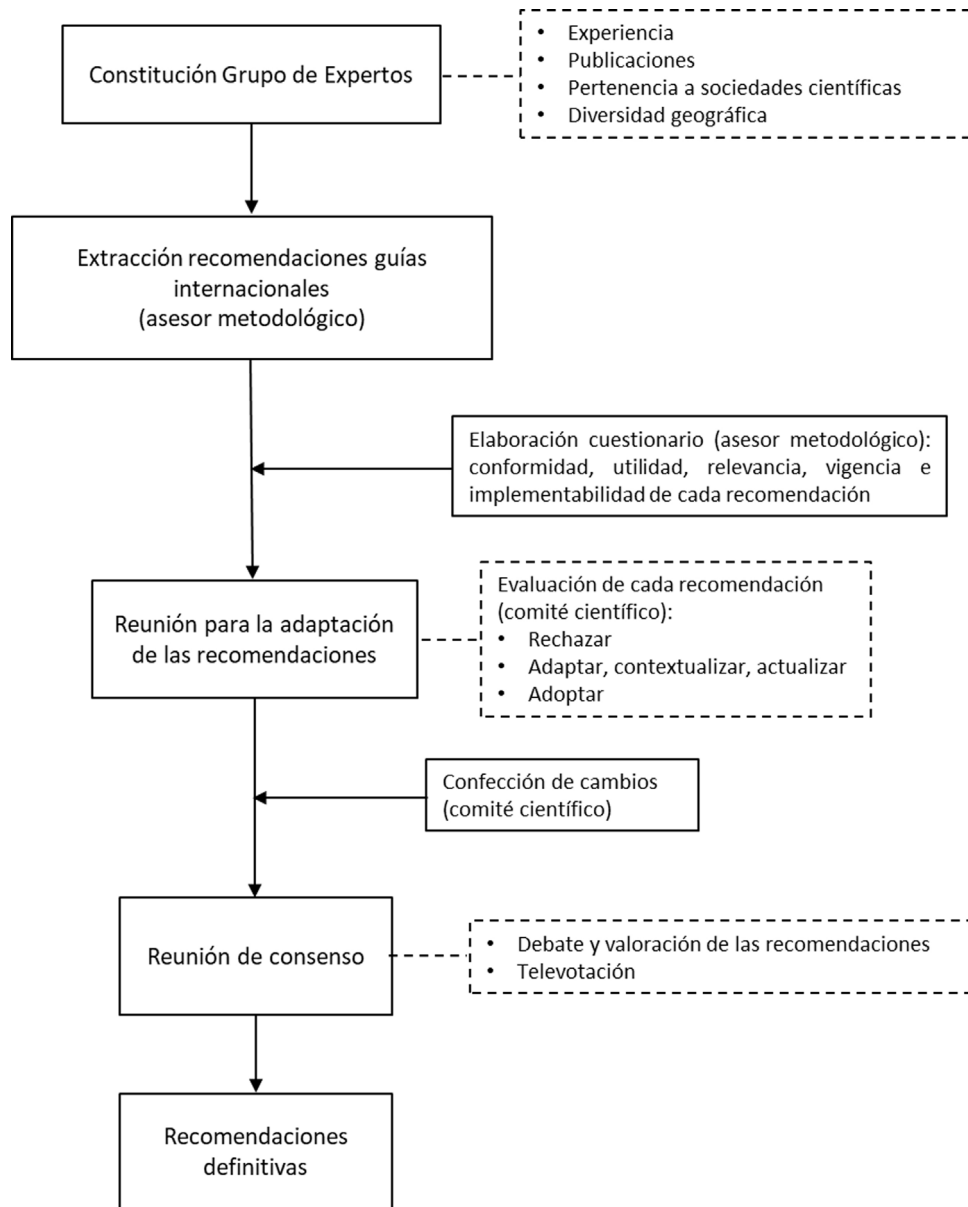 Constitución Grupo de Expertos
• Experiencia
• Publicaciones
• Pertenencia a sociedades científicas
• Diversidad geográfica
Extracción recomendaciones guías
internacionales
(asesor metodológico)
Elaboración cuestionario (asesor metodológico):
conformidad, utilidad, relevancia, vigencia e
implementabilidad de cada recomendación
Reunión para la adaptación
de las recomendaciones
Evaluación de cada recomendación
(comité científico):
• Rechazar
• Adaptar, contextualizar, actualizar
• Adoptar
Confección de cambios
(comité científico)
Reunión de consenso
• Debate y valoración de las recomendaciones
• Televotación
Recomendaciones
definitivas